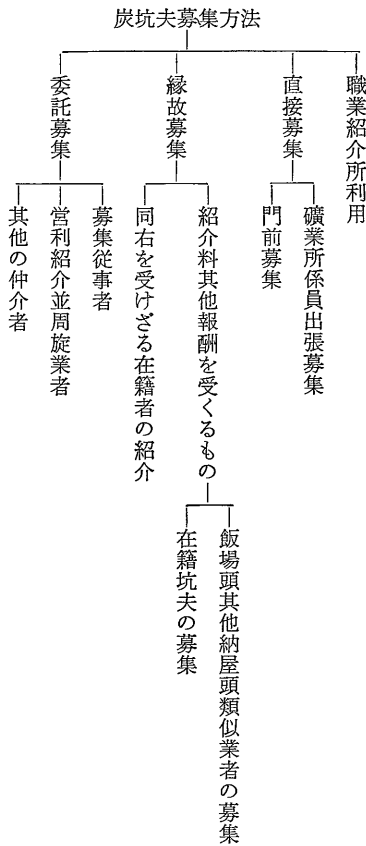 炭坑夫募集方法
職業紹介所利用
直接募集
礦業所係員出張募集
門前募集
縁故募集
紹介料其他報酬を受くるもの
飯場頭其他納屋頭類似業者の募集
在籍坑夫の募集
同右を受けざる在籍者の紹介
委託募集
募集従事者
営利紹介並周旋業者
其他の仲介者